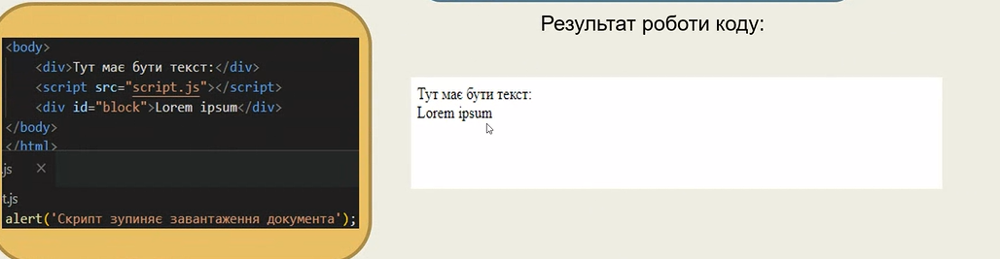 Результат роботи коду:
<body>
<div>Тут має бути текст:</div>
<script src="script.js"></script>
<div id="block">Lorem ipsum</div>
</body>
</html>
.js
t.js
alert('Скрипт зупиняє завантаження документа');
Тут має бути текст:
Lorem ipsum